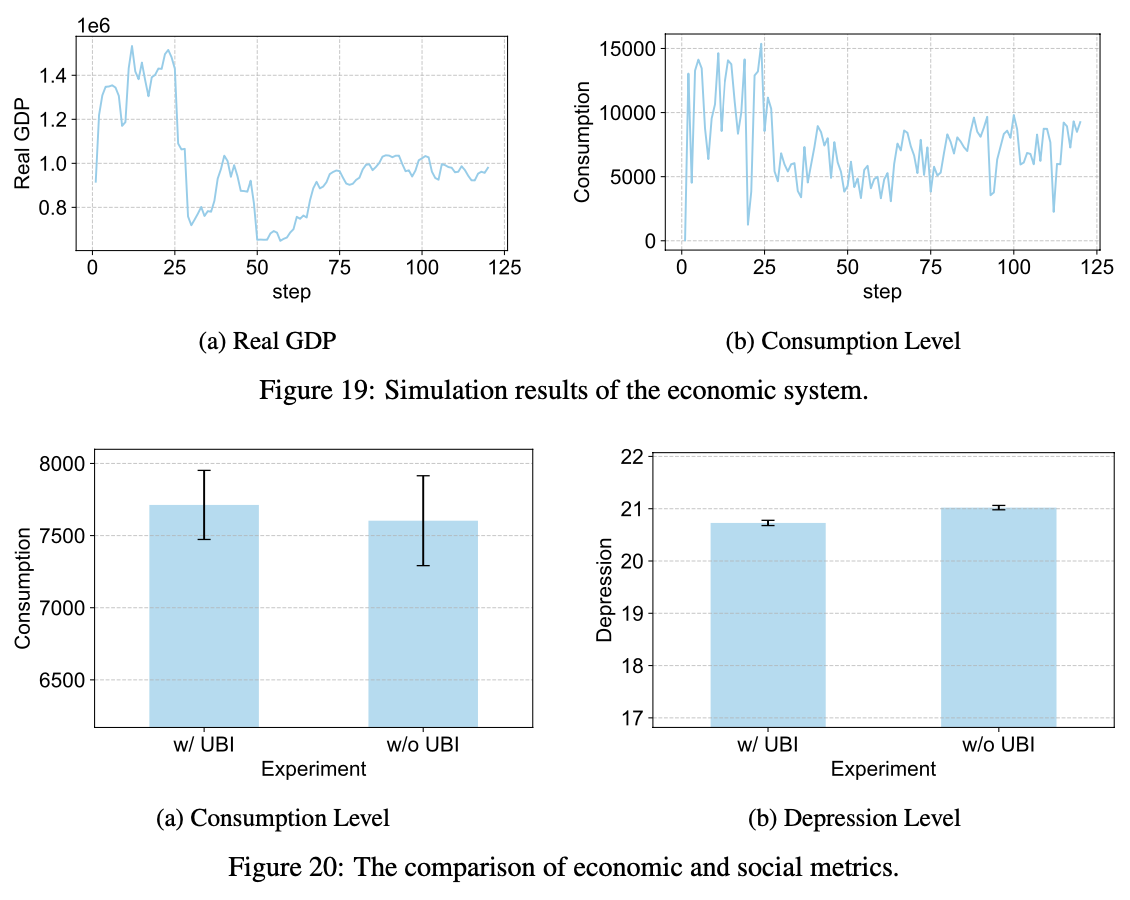 1e6
Real GDP
1.4
1.2
1.0
0.8
0 25 50 75 100 125
step
(a) Real GDP
Consumption
15000
10000
5000
0
0 25 50 75 100 125
step
(b) Consumption Level
Figure 19: Simulation results of the economic system.
Consumption
8000
7500
7000
6500
w/ UBI w/o UBI
Experiment
(a) Consumption Level
Depression
22
21
20
19
18
17
w/ UBI w/o UBI
Experiment
(b) Depression Level
Figure 20: The comparison of economic and social metrics.